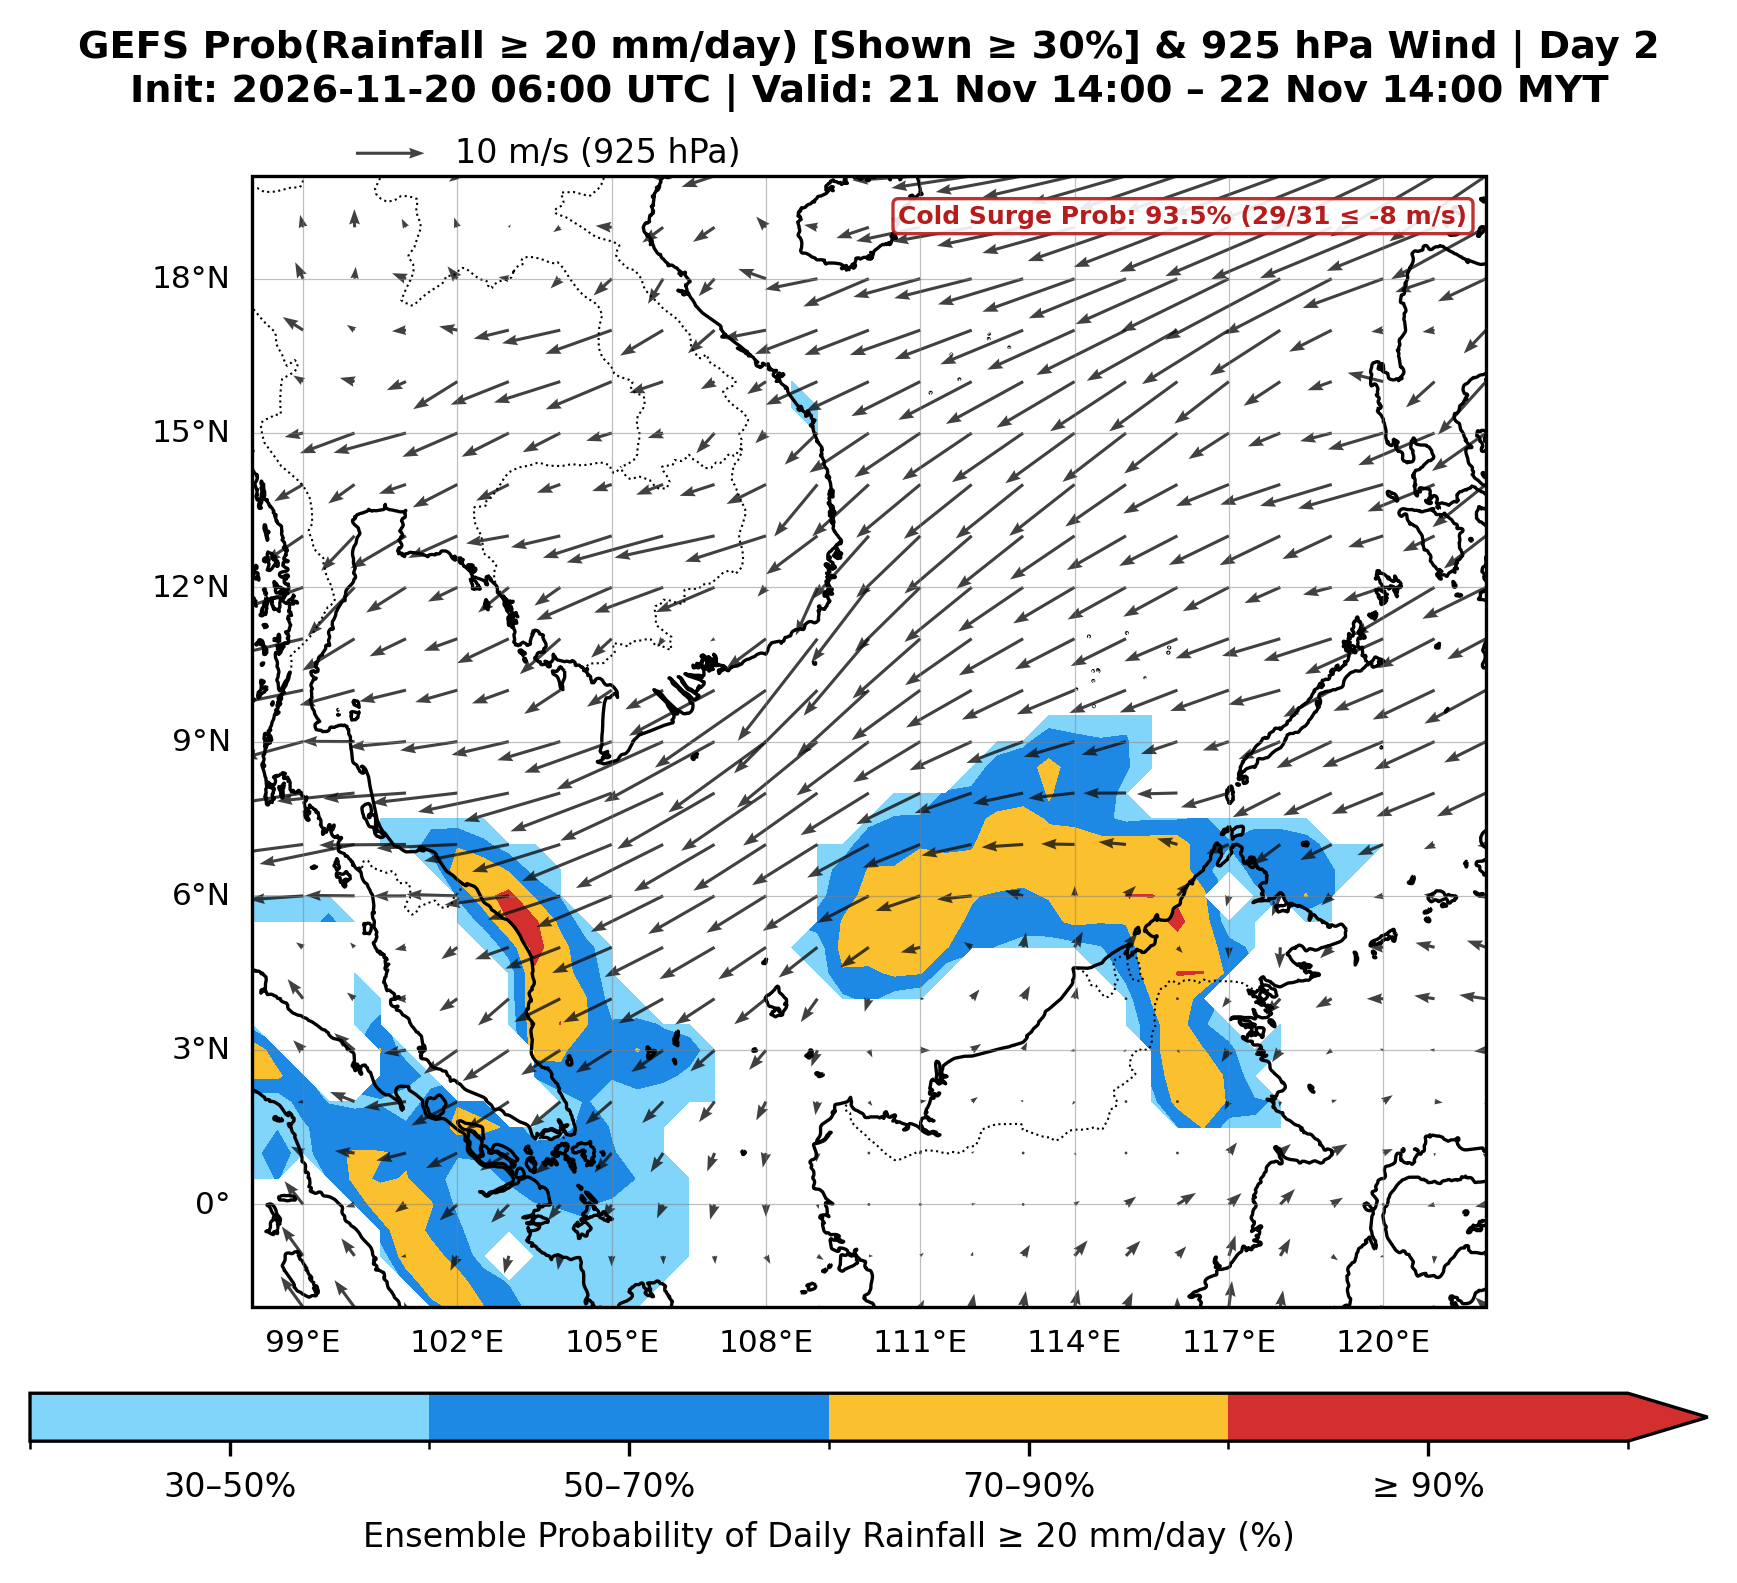 GEFS Prob(Rainfall ≥ 20 mm/day) [Shown ≥ 30%] & 925 hPa Wind | Day 2
Init: 2026-11-20 06:00 UTC | Valid: 21 Nov 14:00 – 22 Nov 14:00 MYT
10 m/s (925 hPa)
Cold Surge Prob: 93.5% (29/31 ≤ -8 m/s)
18°N
15°N
12°N
9°N
6°N
3°N
0°
99°E 102°E 105°E 108°E 111°E 114°E 117°E 120°E
30–50% 50–70% 70–90% ≥ 90%
Ensemble Probability of Daily Rainfall ≥ 20 mm/day (%)